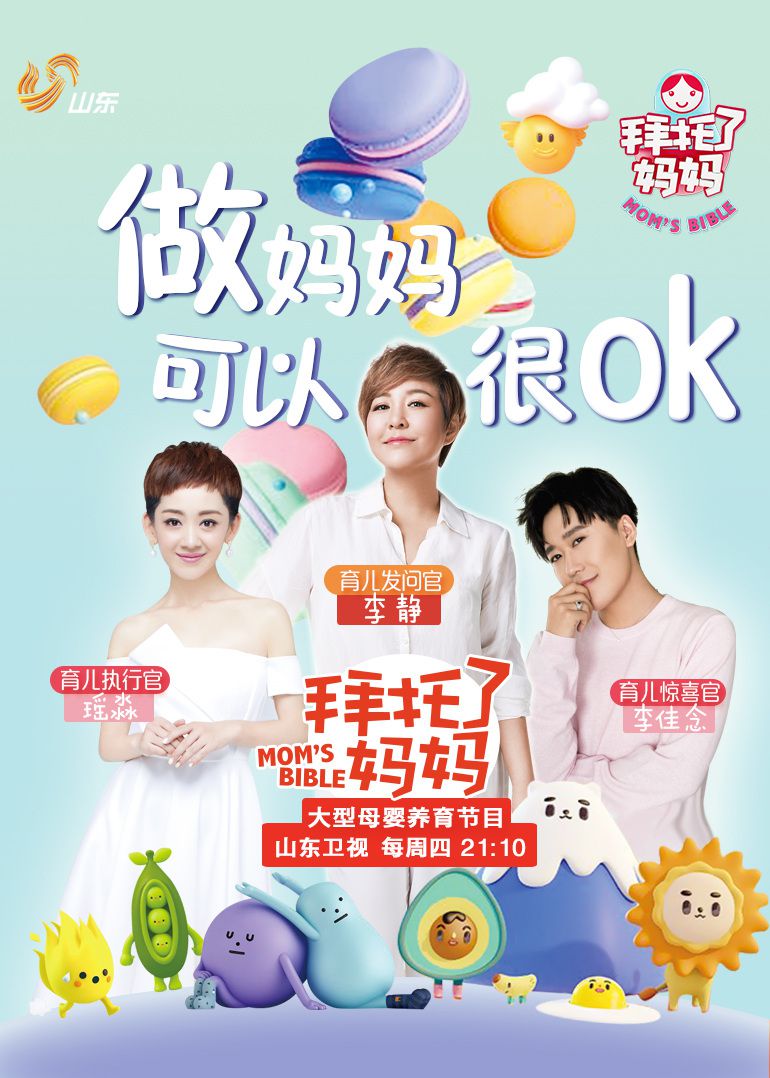 山东
拜托了
妈妈
MOM'S BIBLE
做妈妈
可以 很ok
育儿发问官
李静
育儿执行官
瑶淼
育儿惊喜官
李佳念
拜托了
MOM'S
BIBLE 妈妈
大型母婴养育节目
山东卫视 每周四 21:10